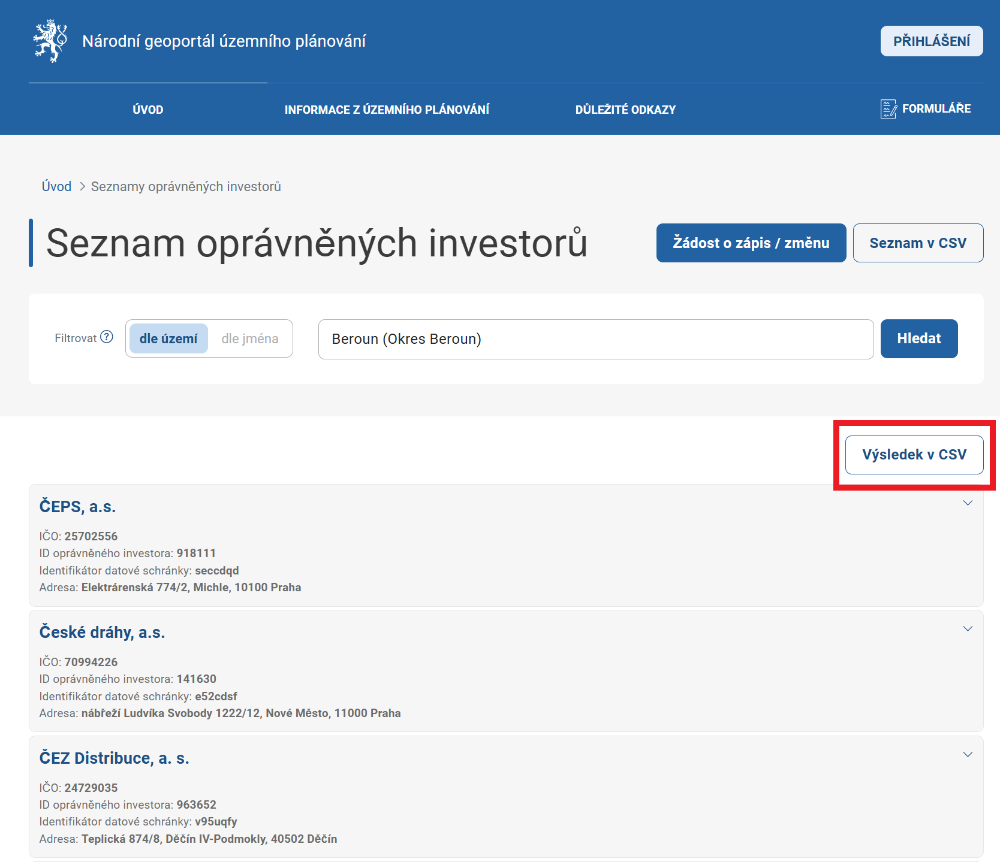 Národní geoportál územního plánování
PŘIHLÁŠENÍ
ÚVOD
INFORMACE Z ÚZEMNÍHO PLÁNOVÁNÍ
DŮLEŽITÉ ODKAZY
FORMULÁŘE
Úvod > Seznamy oprávněných investorů
Seznam oprávněných investorů
Žádost o zápis / změnu
Seznam v CSV
Filtrovat ?
dle území
dle jména
Beroun (Okres Beroun)
Hledat
Výsledek v CSV
ČEPS, a.s.
IČO: 25702556
ID oprávněného investora: 918111
Identifikátor datové schránky: seccdqd
Adresa: Elektrárenská 774/2, Michle, 10100 Praha
České dráhy, a.s.
IČO: 70994226
ID oprávněného investora: 141630
Identifikátor datové schránky: e52cdsf
Adresa: nábřeží Ludvíka Svobody 1222/12, Nové Město, 11000 Praha
ČEZ Distribuce, a. s.
IČO: 24729035
ID oprávněného investora: 963652
Identifikátor datové schránky: v95uqfy
Adresa: Teplická 874/8, Děčín IV-Podmokly, 40502 Děčín